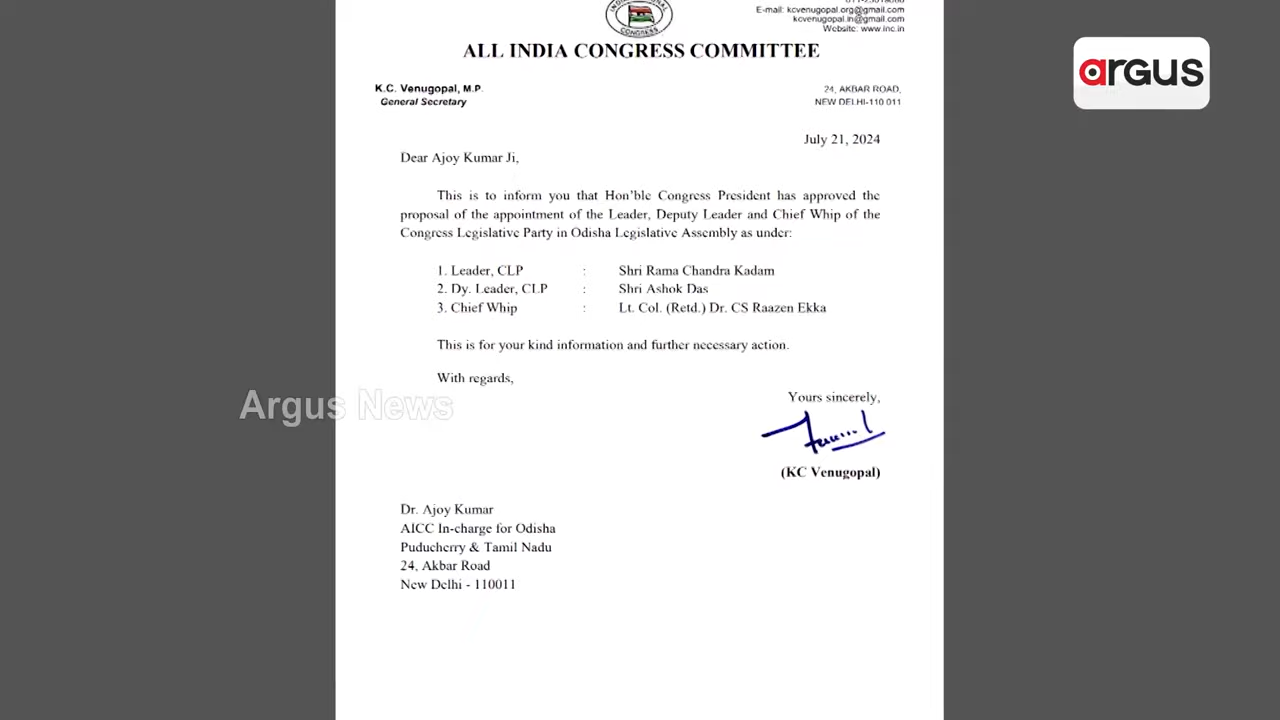 E-mail: kcvenugopal.org@gmail.com
kcvenugopal.in@gmail.com
Website: www.inc.in
CONGRESS
ALL INDIA CONGRESS COMMITTEE
argus
K.C. Venugopal, M.P.
General Secretary
24, AKBAR ROAD,
NEW DELHI-110 011
July 21, 2024
Dear Ajoy Kumar Ji,
This is to inform you that Hon'ble Congress President has approved the
proposal of the appointment of the Leader, Deputy Leader and Chief Whip of the
Congress Legislative Party in Odisha Legislative Assembly as under:
1. Leader, CLP : Shri Rama Chandra Kadam
2. Dy. Leader, CLP : Shri Ashok Das
3. Chief Whip : Lt. Col. (Retd.) Dr. CS Raazen Ekka
This is for your kind information and further necessary action.
With regards,
Argus News
Yours sincerely,
(KC Venugopal)
Dr. Ajoy Kumar
AICC In-charge for Odisha
Puducherry & Tamil Nadu
24, Akbar Road
New Delhi - 110011